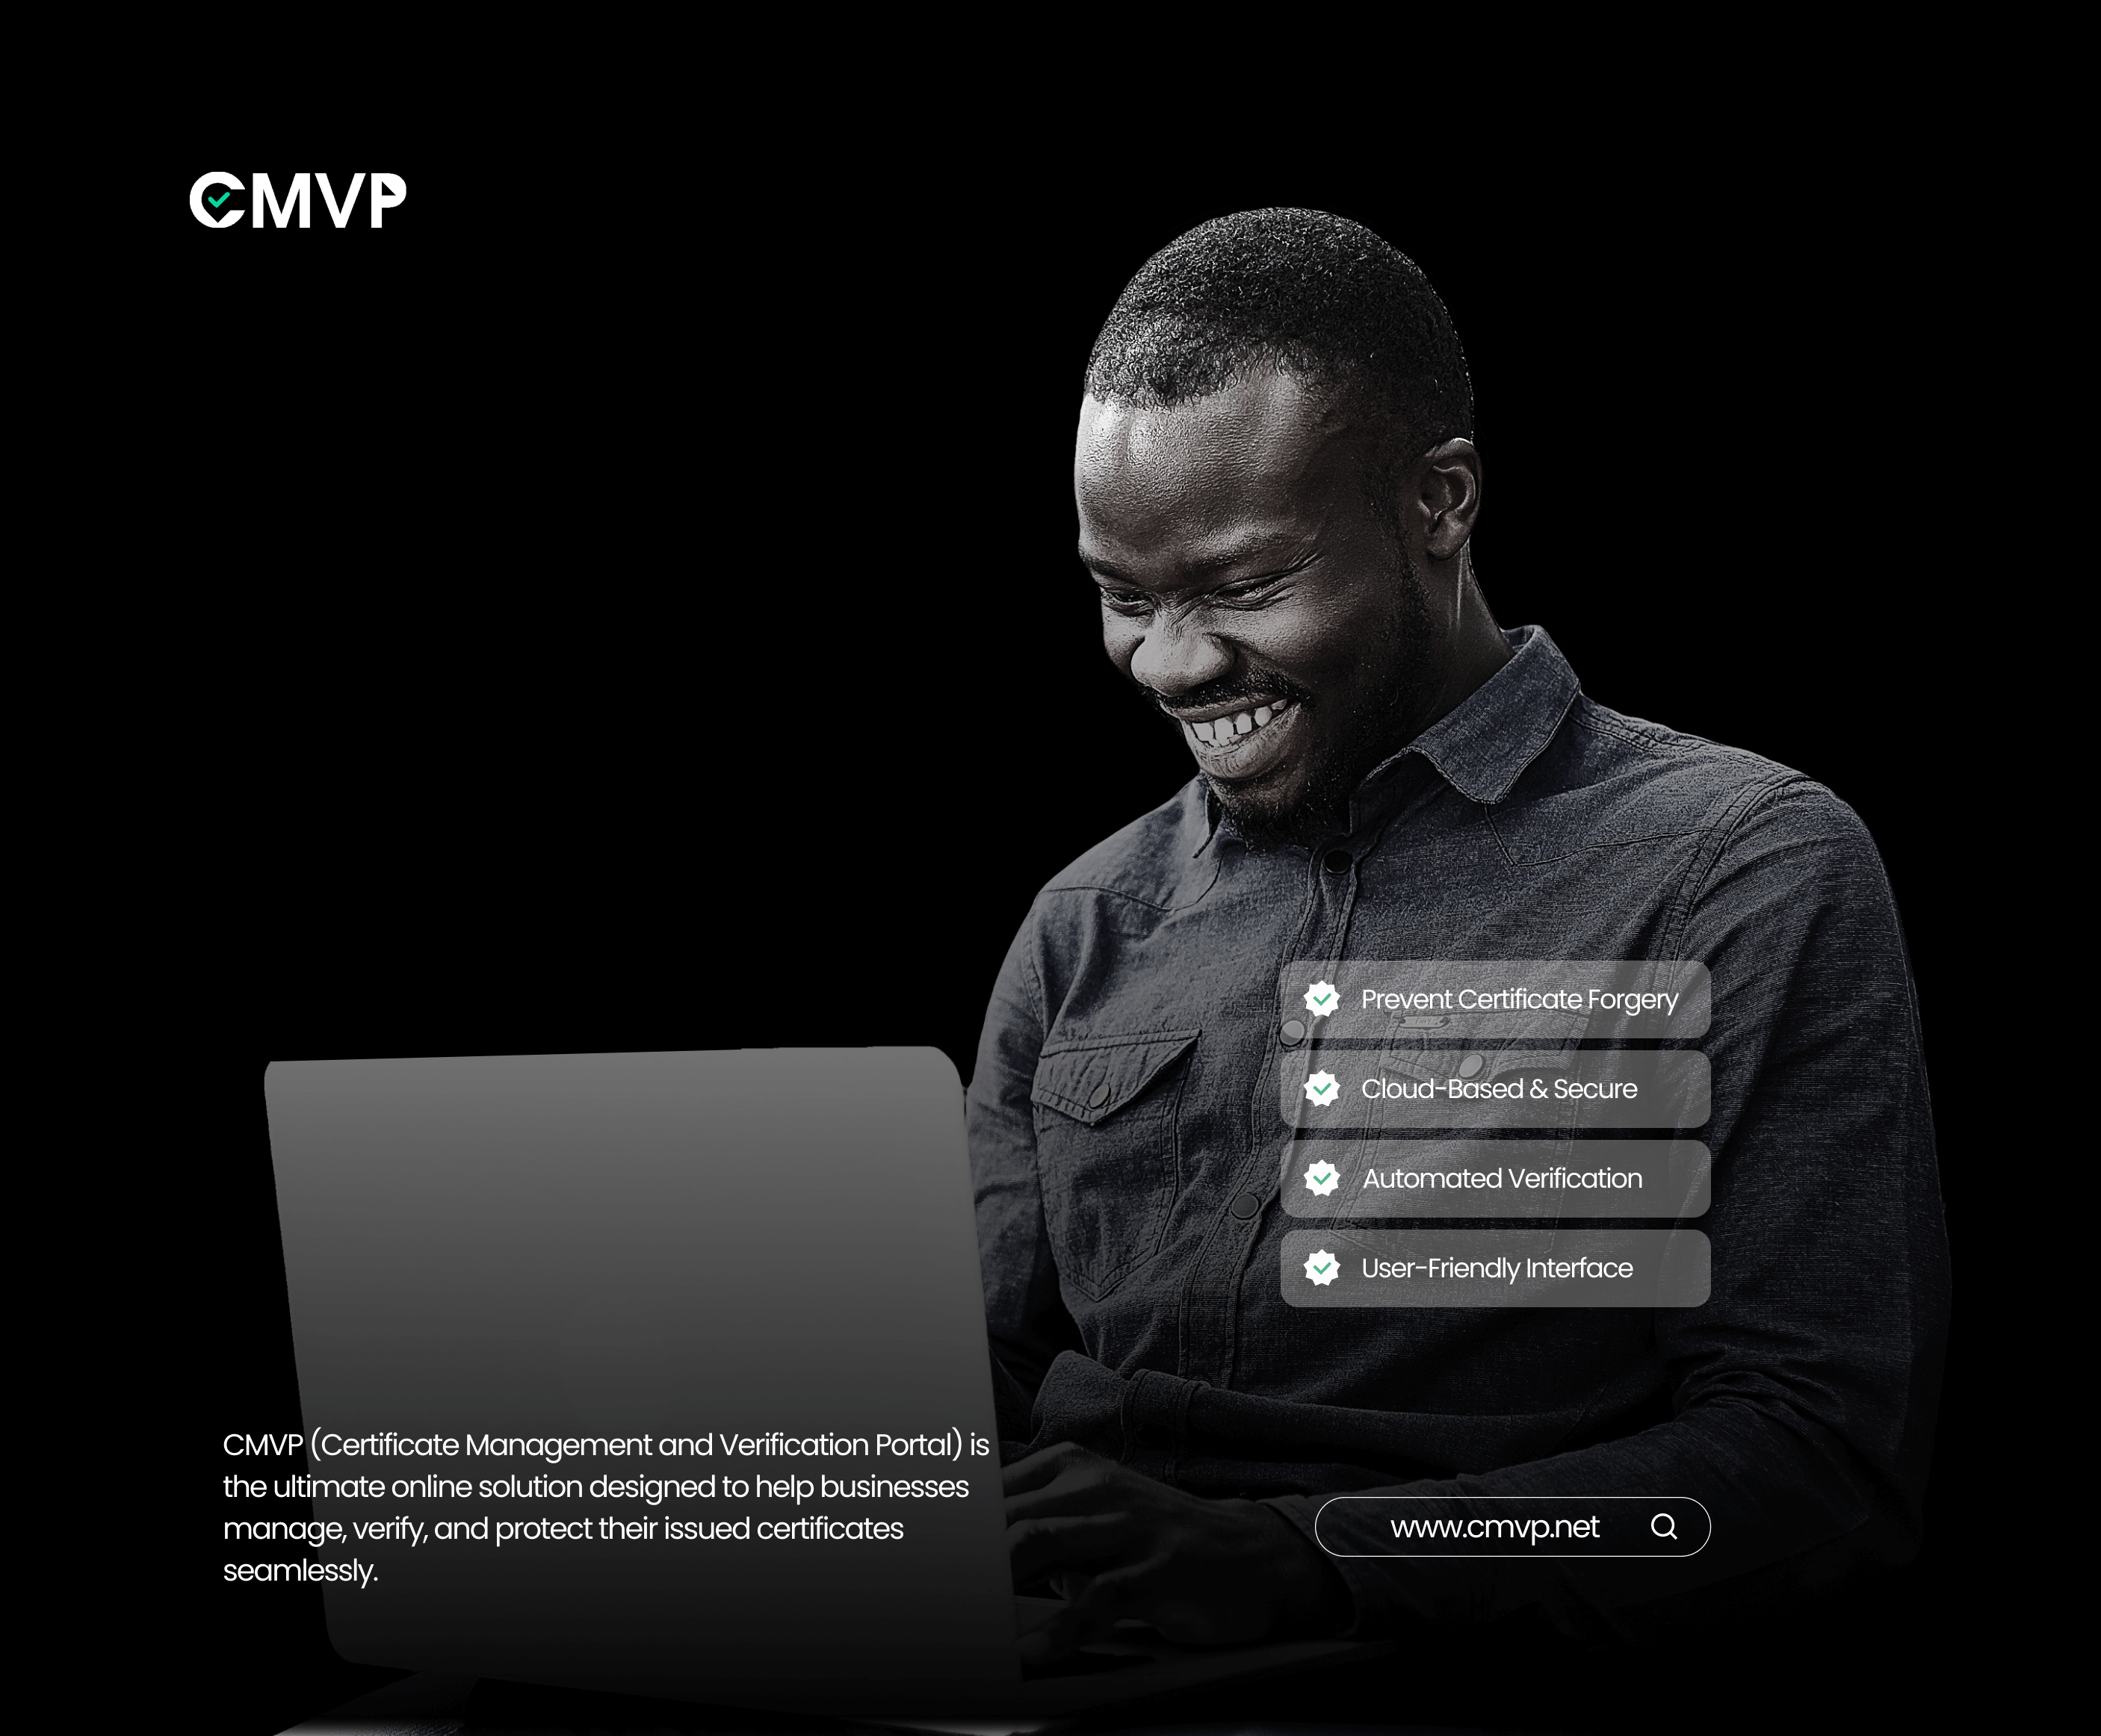 CMVP
Prevent Certificate Forgery
Cloud-Based & Secure
Automated Verification
User-Friendly Interface
CMVP (Certificate Management and Verification Portal) is
the ultimate online solution designed to help businesses
manage, verify, and protect their issued certificates
seamlessly.
www.cmvp.net